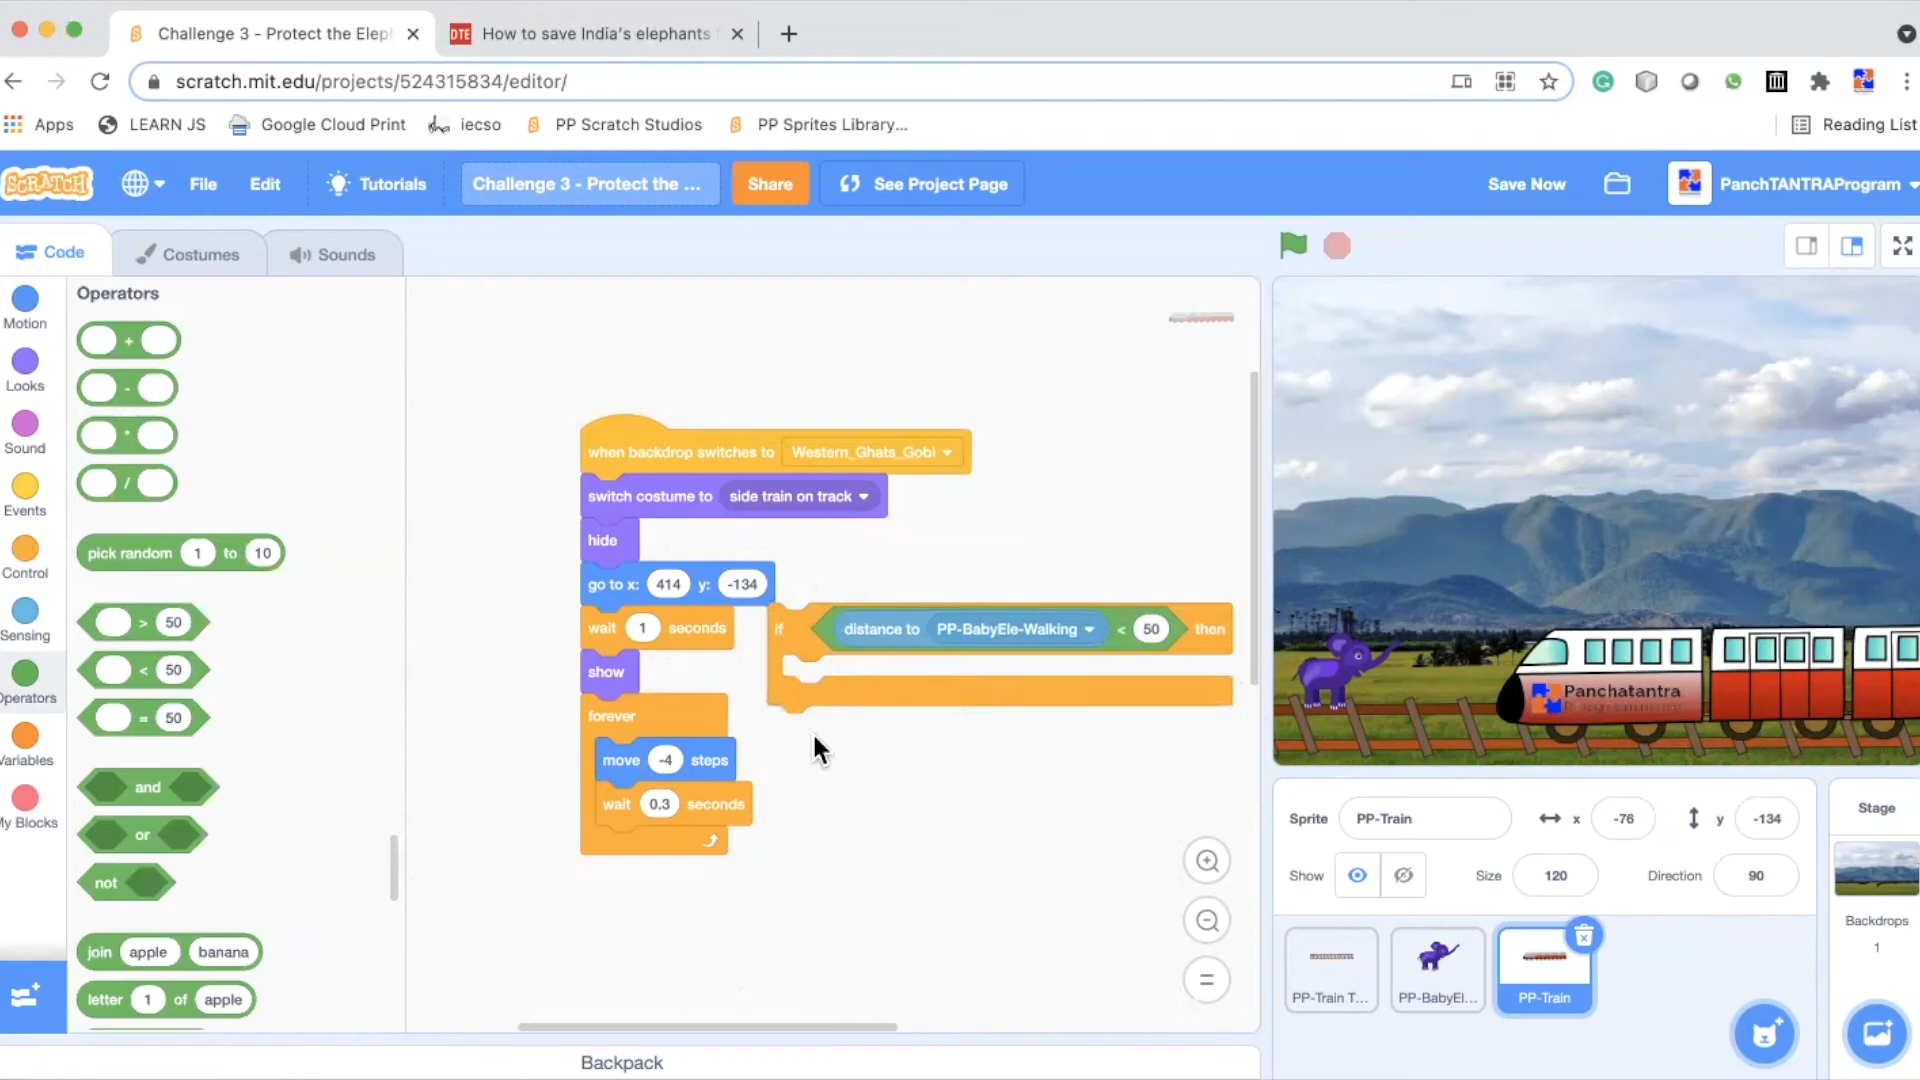 Challenge 3 - Protect the Elep
DTE
How to save India's elephants
scratch.mit.edu/projects/524315834/editor/
Apps
LEARN JS
Google Cloud Print
iecso
PP Scratch Studios
PP Sprites Library...
Reading List
SCRATCH
File
Edit
Tutorials
Challenge 3 - Protect the ...
Share
See Project Page
Save Now
PanchTANTRAProgram
Code
Costumes
Sounds
Motion
Looks
Sound
Events
Control
Sensing
Operators
Variables
My Blocks
Operators
+
-
*
/
pick random 1 to 10
> 50
< 50
= 50
and
or
not
join apple banana
letter 1 of apple
when backdrop switches to Western_Ghats_Gobi
switch costume to side train on track
hide
go to x: 414 y: -134
wait 1 seconds
show
forever
move -4 steps
wait 0.3 seconds
if distance to PP-BabyEle-Walking < 50 then
Panchatantra
Sprite PP-Train x -76 y -134
Show Size 120 Direction 90
PP-Train T...
PP-BabyEl...
PP-Train
Stage
Backdrops
1
Backpack